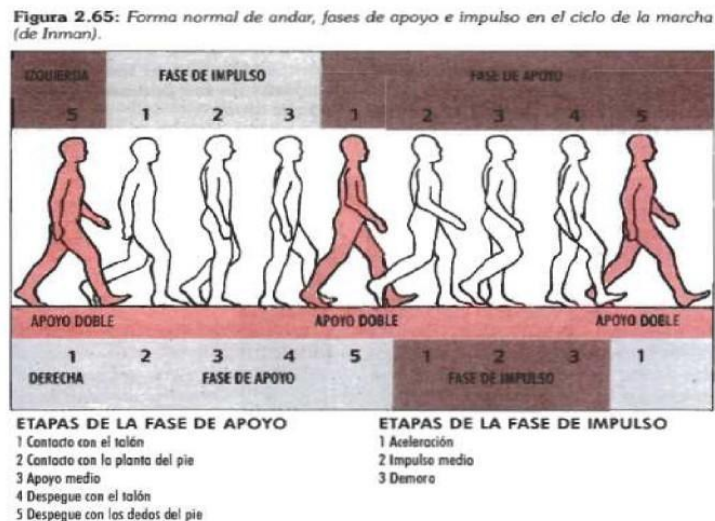 Figura 2.65: Forma normal de andar, fases de apoyo e impulso en el ciclo de la marcha
(de Inman).
IZQUIERDA FASE DE IMPULSO FASE DE APOYO
5 1 2 3 1 2 3 4 5
APOYO DOBLE APOYO DOBLE APOYO DOBLE
1 2 3 4 5 1 2 3 1
DERECHA FASE DE APOYO FASE DE IMPULSO
ETAPAS DE LA FASE DE APOYO
1 Contacto con el talón
2 Contacto con la planta del pie
3 Apoyo medio
4 Despegue con el talón
5 Despegue con los dedos del pie
ETAPAS DE LA FASE DE IMPULSO
1 Aceleración
2 Impulso medio
3 Demora